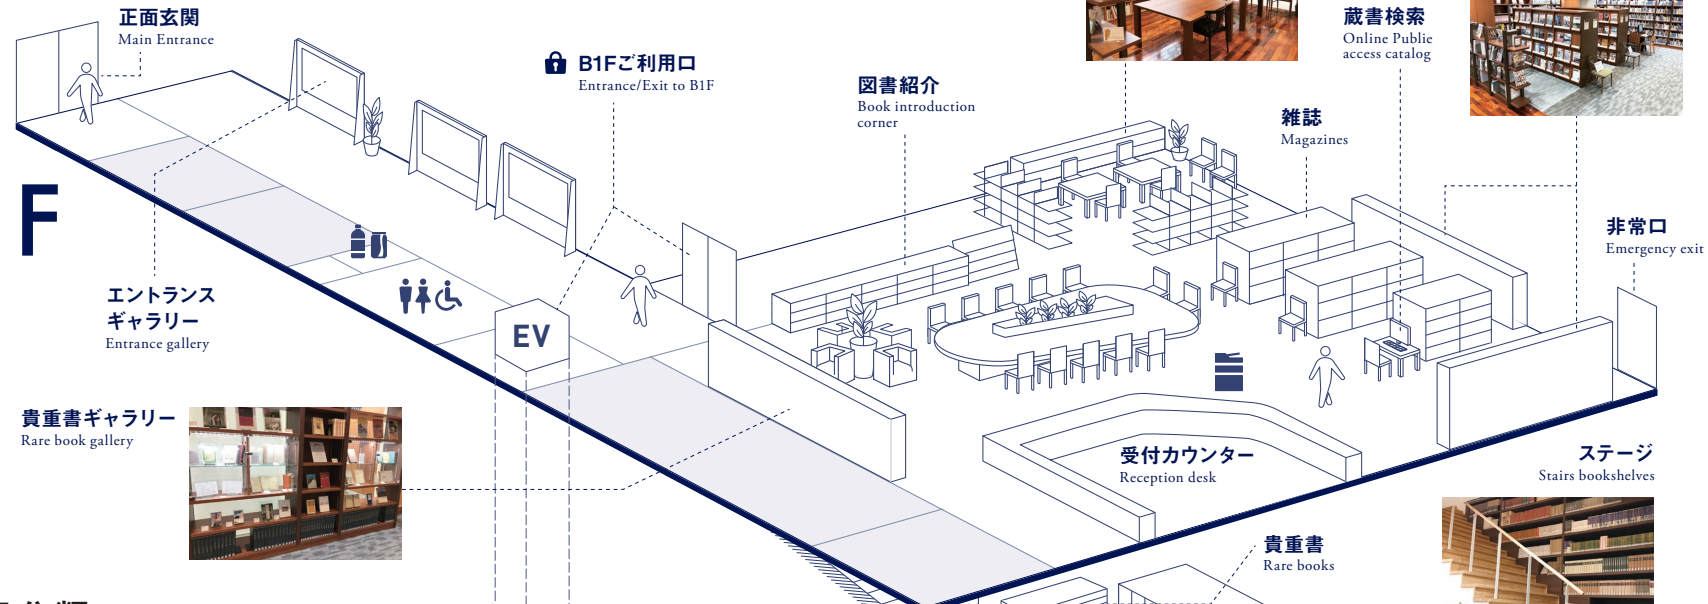 正面玄関
Main Entrance
B1Fご利用口
Entrance/Exit to B1F
図書紹介
Book introduction
corner
蔵書検索
Online Public
access catalog
雑誌
Magazines
非常口
Emergency exit
F
エントランス
ギャラリー
Entrance gallery
EV
貴重書ギャラリー
Rare book gallery
受付カウンター
Reception desk
ステージ
Stairs bookshelves
貴重書
Rare books